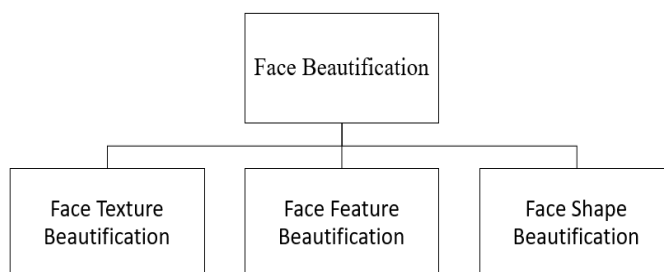 Face Beautification
Face Texture
Beautification
Face Feature
Beautification
Face Shape
Beautification